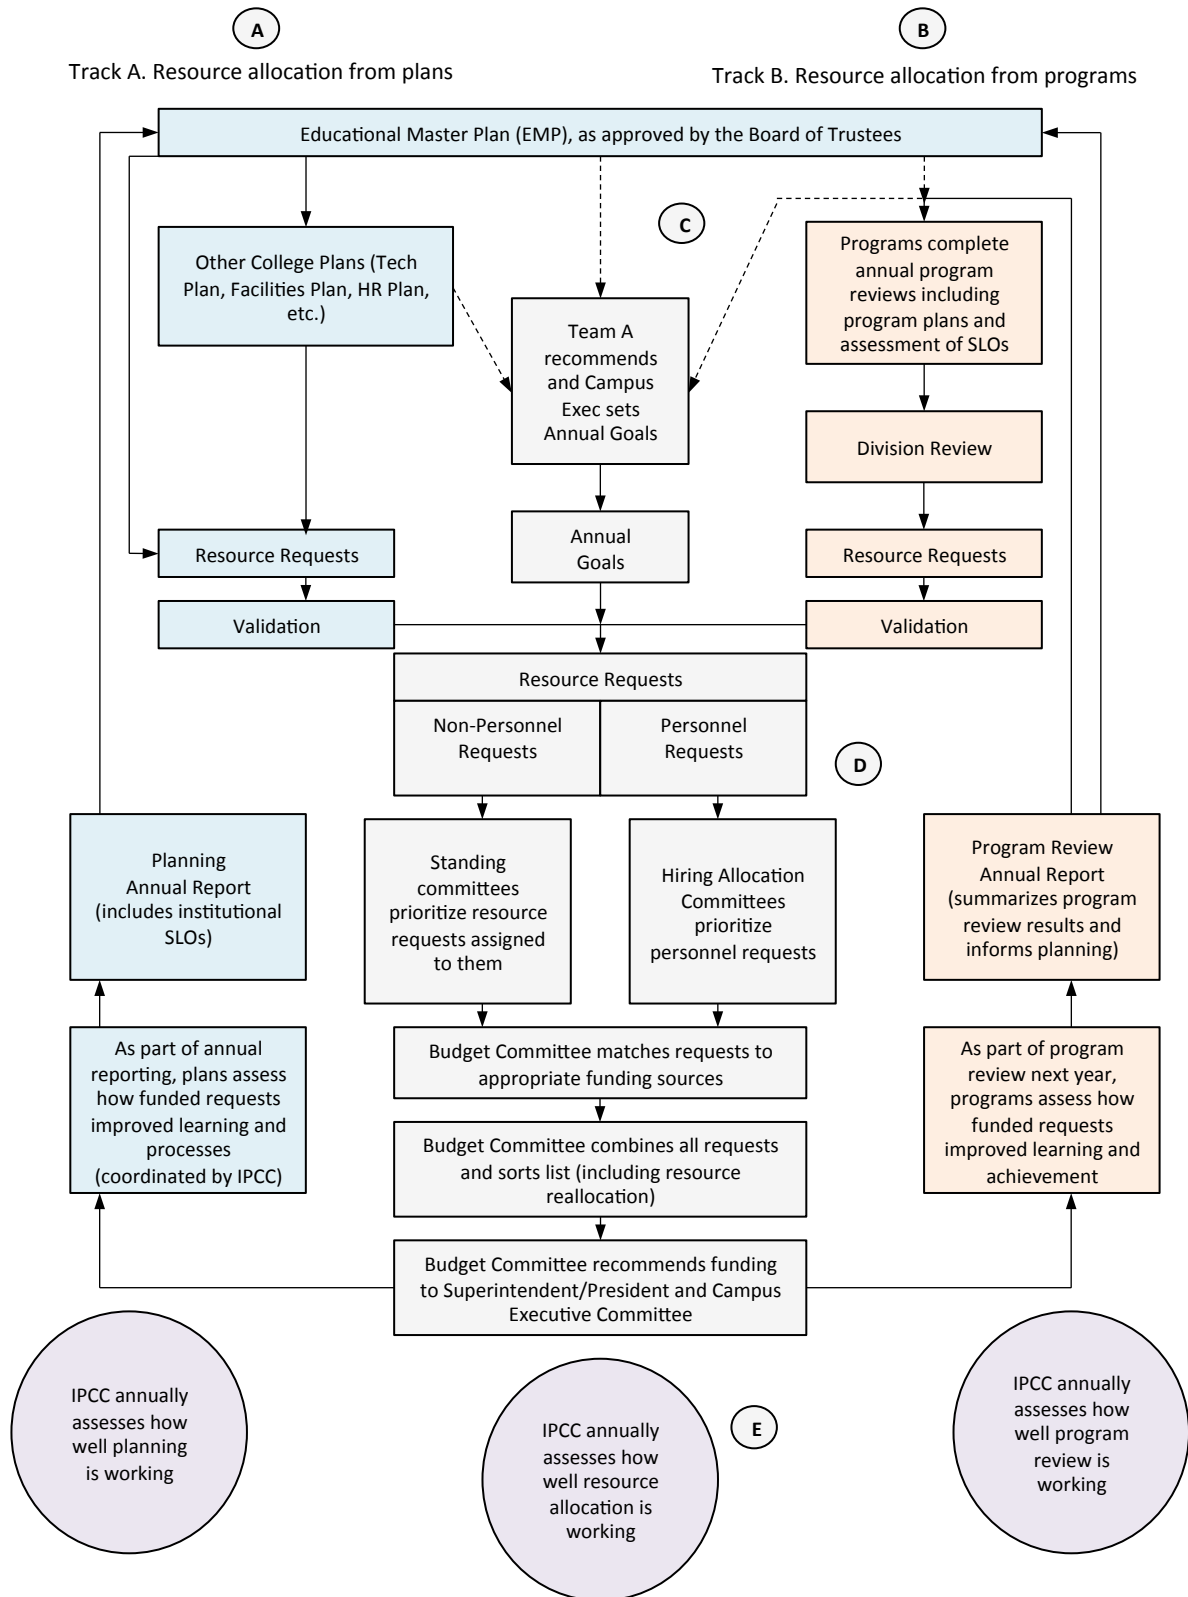 A
B
Track A. Resource allocation from plans
Track B. Resource allocation from programs
Educational Master Plan (EMP), as approved by the Board of Trustees
C
Other College Plans (Tech
Plan, Facilities Plan, HR Plan,
etc.)
Team A
recommends
and Campus
Exec sets
Annual Goals
Programs complete
annual program
reviews including
program plans and
assessment of SLOs
Division Review
Annual
Goals
Resource Requests
Resource Requests
Validation
Validation
Resource Requests
Non-Personnel
Requests
Personnel
Requests
D
Planning
Annual Report
(includes institutional
SLOs)
Standing
committees
prioritize resource
requests assigned
to them
Hiring Allocation
Committees
prioritize
personnel requests
Program Review
Annual Report
(summarizes program
review results and
informs planning)
As part of annual
reporting, plans assess
how funded requests
improved learning and
processes
(coordinated by IPCC)
Budget Committee matches requests to
appropriate funding sources
As part of program
review next year,
programs assess how
funded requests
improved learning and
achievement
Budget Committee combines all requests
and sorts list (including resource
reallocation)
Budget Committee recommends funding
to Superintendent/President and Campus
Executive Committee
IPCC annually
assesses how
well planning
is working
IPCC annually
assesses how
well resource
allocation is
working
E
IPCC annually
assesses how
well program
review is
working